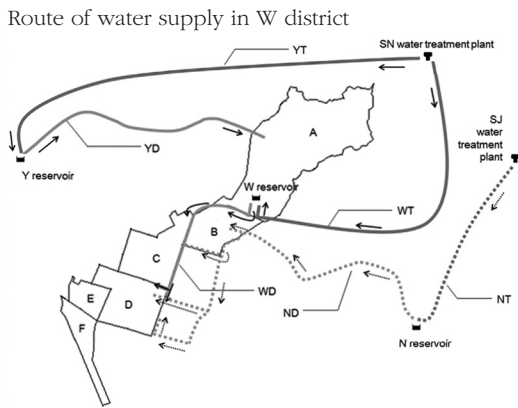 Route of water supply in W district
YT
SN water treatment plant
A
SJ
water
treatment
plant
YD
Y reservoir
W reservoir
WT
B
C
WD
ND
NT
E
D
F
N reservoir